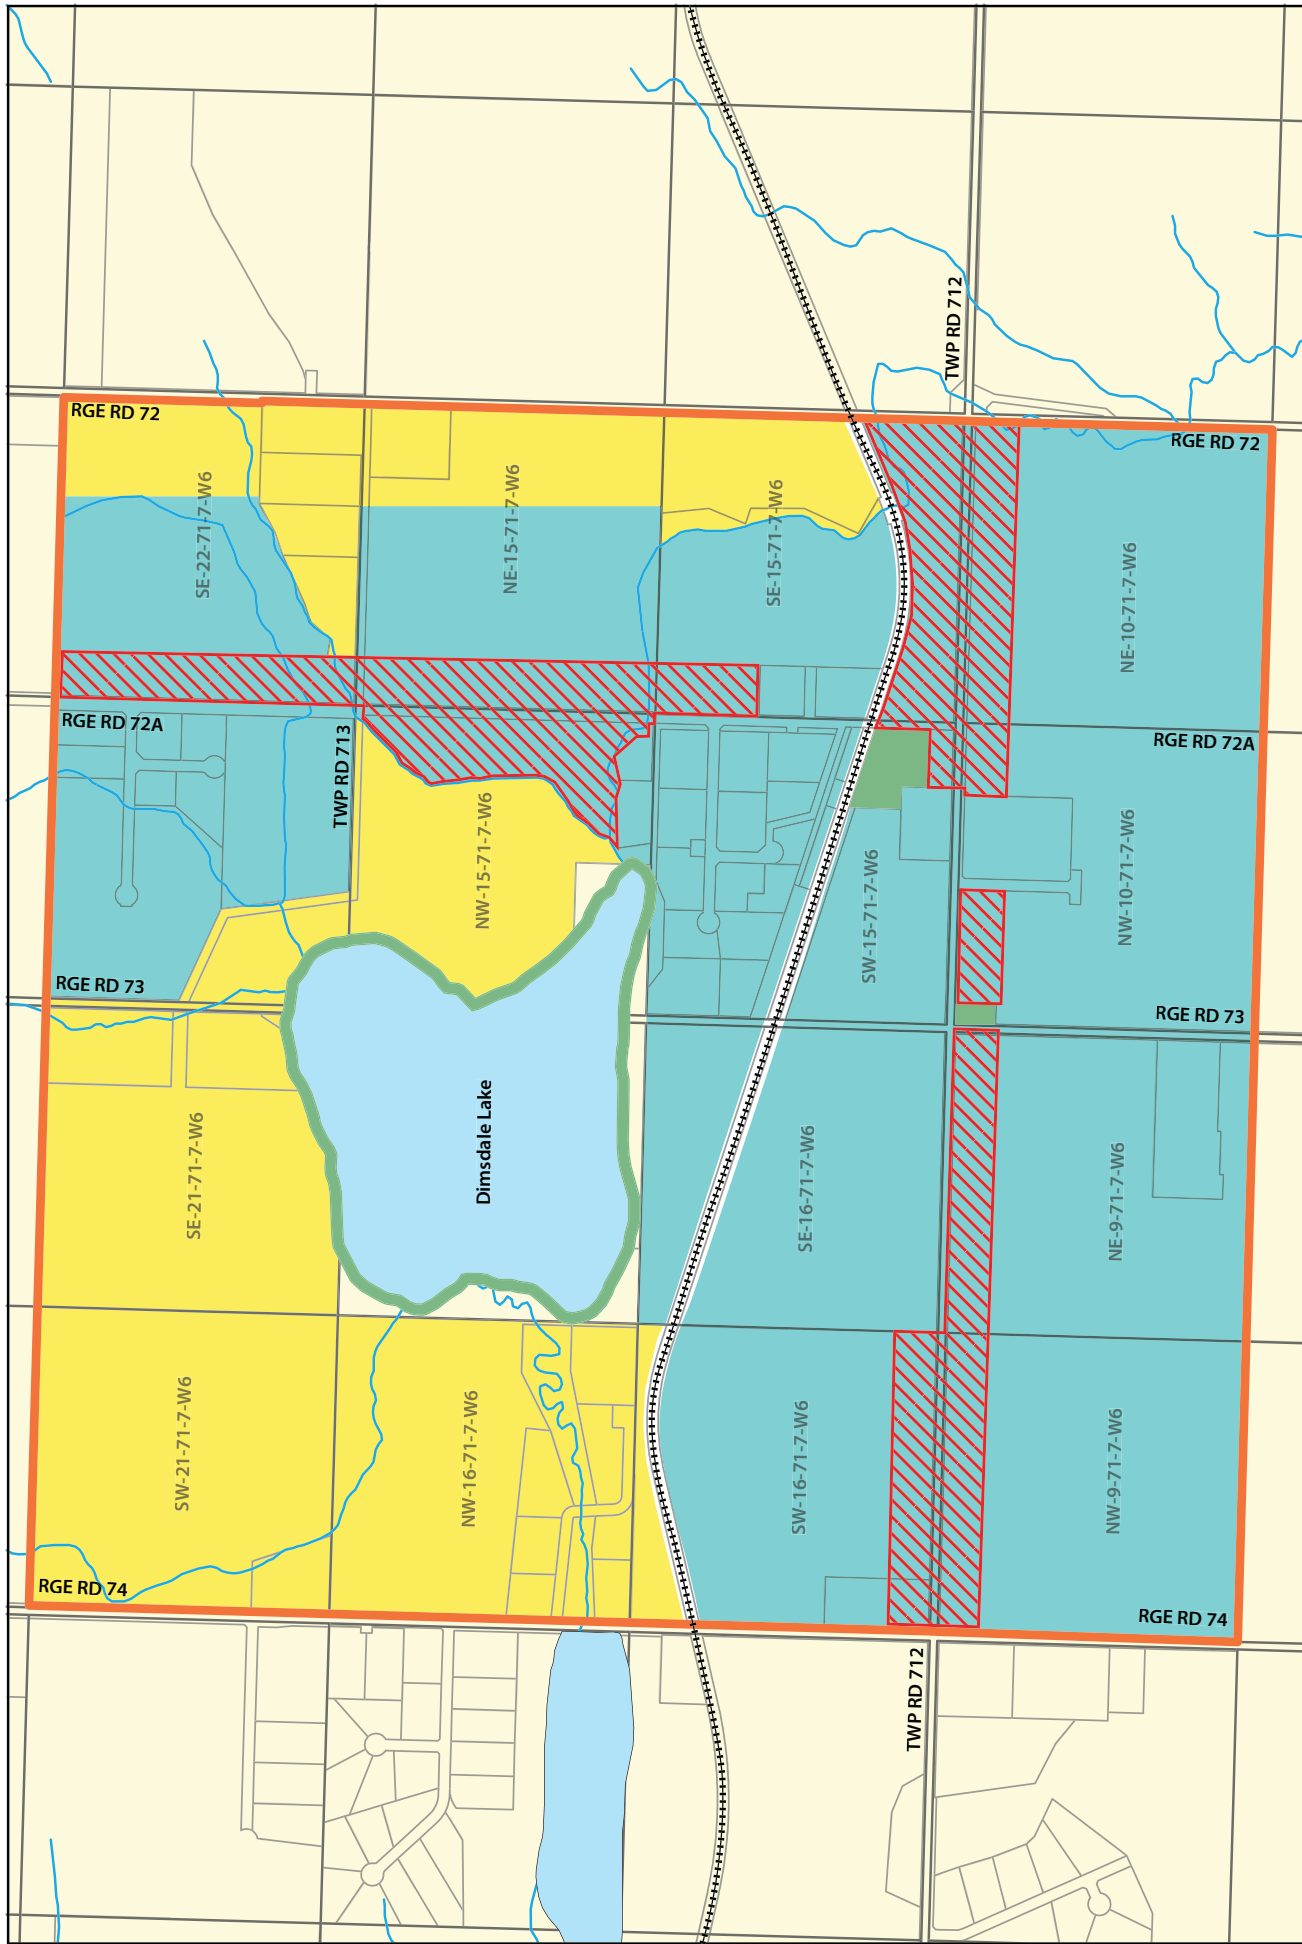 TWP RD 712
RGE RD 72
RGE RD 72
SE-22-71-7-W6
NE-15-71-7-W6
SE-15-71-7-W6
NE-10-71-7-W6
RGE RD 72A
TWP RD 713
RGE RD 72A
NW-15-71-7-W6
SW-15-71-7-W6
NW-10-71-7-W6
RGE RD 73
RGE RD 73
SE-21-71-7-W6
Dimsdale Lake
SE-16-71-7-W6
NE-9-71-7-W6
SW-21-71-7-W6
NW-16-71-7-W6
SW-16-71-7-W6
NW-9-71-7-W6
RGE RD 74
RGE RD 74
TWP RD 712